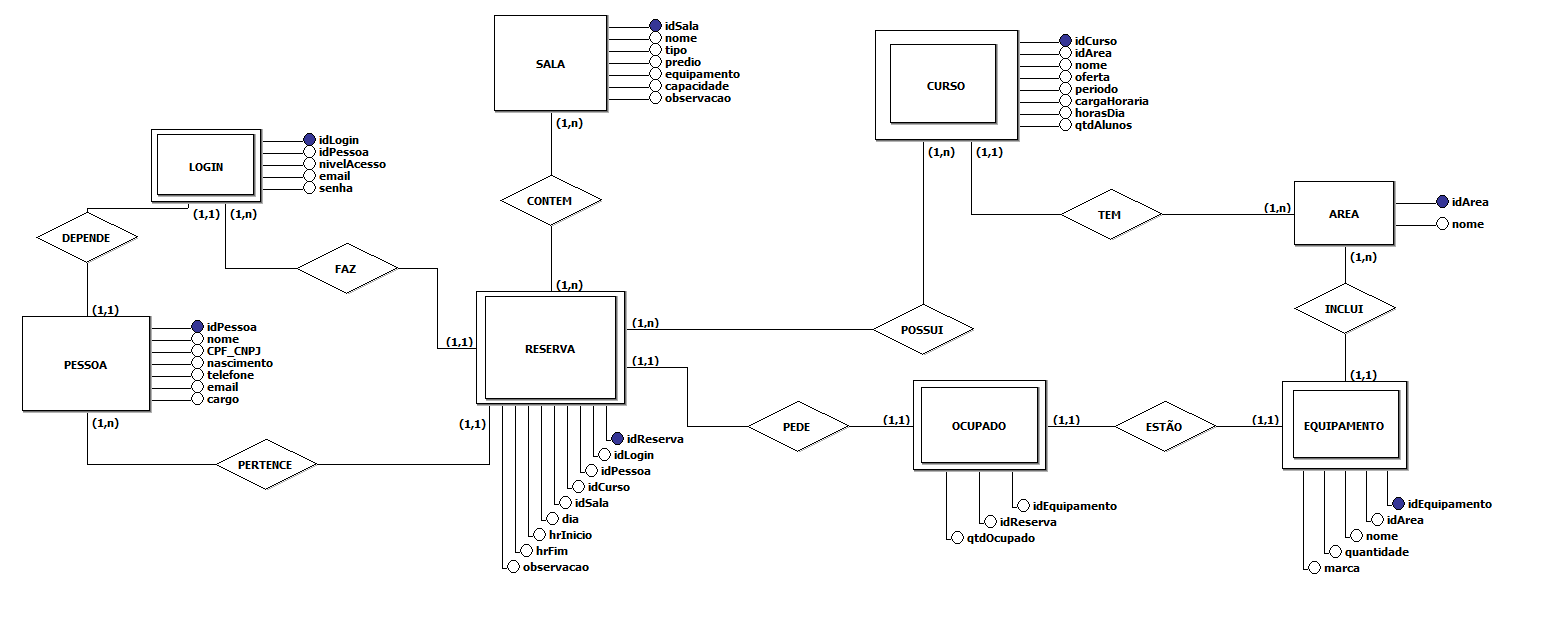 SALA
idSala
nome
tipo
predio
equipamento
capacidade
observacao
(1,n)
CURSO
idCurso
idArea
nome
oferta
periodo
cargaHoraria
horasDia
qtdAlunos
(1,n)
(1,1)
LOGIN
idLogin
idPessoa
nivelAcesso
email
senha
(1,1)
(1,n)
CONTEM
TEM
(1,n)
AREA
idArea
nome
(1,n)
DEPENDE
FAZ
(1,n)
(1,1)
PESSOA
idPessoa
nome
CPF_CNPJ
nascimento
telefone
email
cargo
(1,n)
(1,1)
RESERVA
(1,n)
(1,1)
(1,1)
POSSUI
INCLUI
(1,1)
PERTENCE
idReserva
idLogin
idPessoa
idCurso
idSala
dia
hrInicio
hrFim
observacao
PEDE
(1,1)
OCUPADO
(1,1)
ESTÃO
(1,1)
EQUIPAMENTO
idEquipamento
idReserva
qtdOcupado
idEquipamento
idArea
nome
quantidade
marca